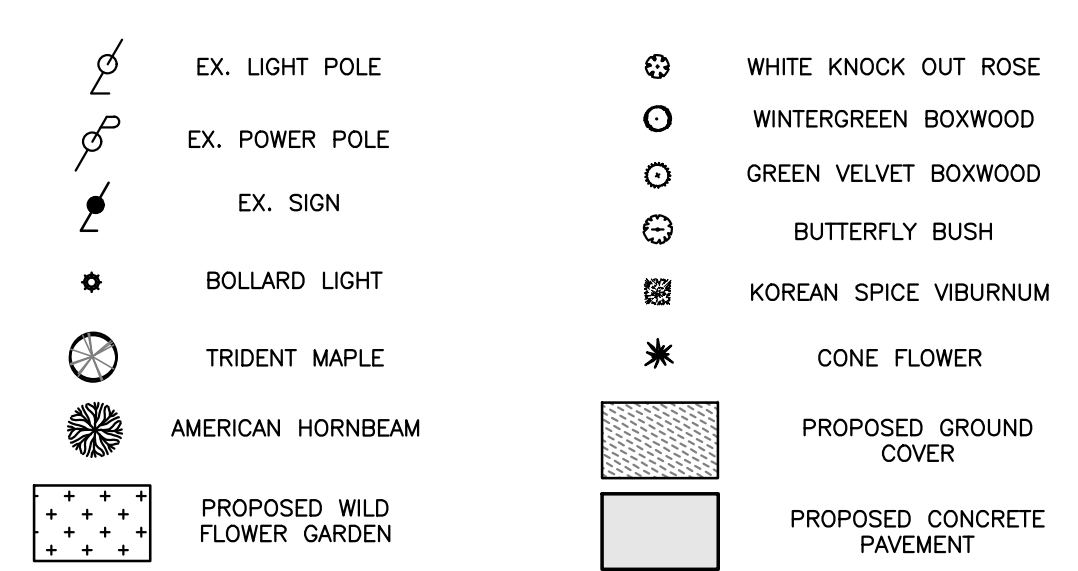 EX. LIGHT POLE
EX. POWER POLE
EX. SIGN
BOLLARD LIGHT
TRIDENT MAPLE
AMERICAN HORNBEAM
PROPOSED WILD
FLOWER GARDEN
WHITE KNOCK OUT ROSE
WINTERGREEN BOXWOOD
GREEN VELVET BOXWOOD
BUTTERFLY BUSH
KOREAN SPICE VIBURNUM
CONE FLOWER
PROPOSED GROUND
COVER
PROPOSED CONCRETE
PAVEMENT